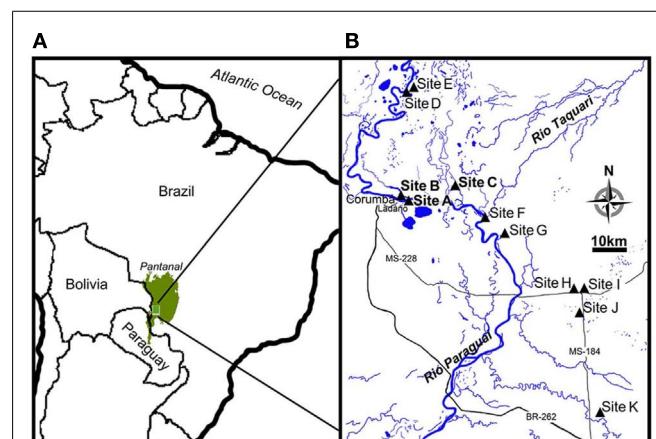 A
B
Atlantic Ocean
Brazil
Bolivia
Pantanal
Paraguay
Site E
Site D
Rio Taquari
Site B
Site C
Corumbá
Ladário
Site A
Site F
Site G
N
10km
MS-228
Site H
Site I
Site J
MS-184
Rio Paraguai
Site K
BR-262